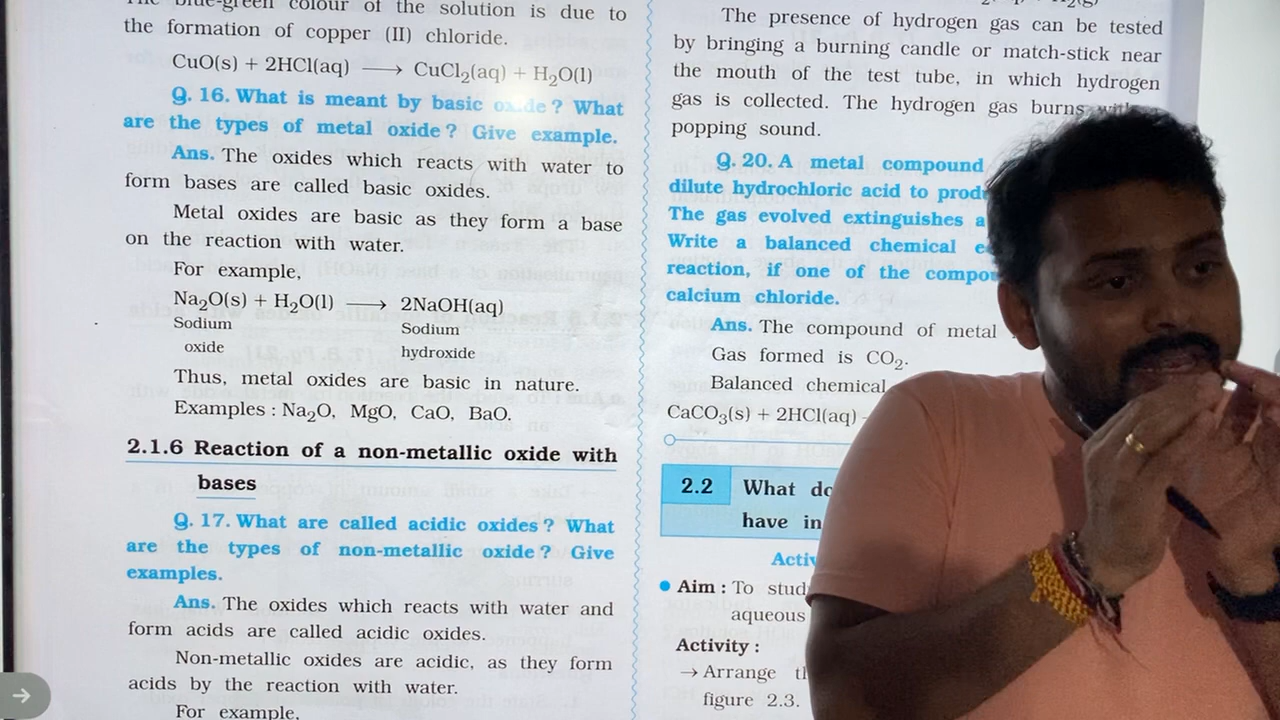 The blue-green colour of the solution is due to
the formation of copper (II) chloride.
CuO(s) + 2HCl(aq) ⟶ CuCl₂(aq) + H₂O(l)
Q. 16. What is meant by basic oxide ? What
are the types of metal oxide ? Give example.
Ans. The oxides which reacts with water to
form bases are called basic oxides.
Metal oxides are basic as they form a base
on the reaction with water.
For example,
Na₂O(s) + H₂O(l) ⟶ 2NaOH(aq)
Sodium Sodium
oxide hydroxide
Thus, metal oxides are basic in nature.
Examples : Na₂O, MgO, CaO, BaO.
2.1.6 Reaction of a non-metallic oxide with
bases
Q. 17. What are called acidic oxides ? What
are the types of non-metallic oxide ? Give
examples.
Ans. The oxides which reacts with water and
form acids are called acidic oxides.
Non-metallic oxides are acidic, as they form
acids by the reaction with water.
For example,
The presence of hydrogen gas can be tested
by bringing a burning candle or match-stick near
the mouth of the test tube, in which hydrogen
gas is collected. The hydrogen gas burns with
popping sound.
Q. 20. A metal compound
dilute hydrochloric acid to
The gas evolved extinguishes a
Write a balanced chemical
reaction, if one of the
calcium chloride.
Ans. The compound of metal
Gas formed is CO₂.
Balanced chemical
CaCO₃(s) + 2HCl(aq)
2.2 What
have in
Aim : To
aqueous
Activity :
→ Arrange
figure 2.3.